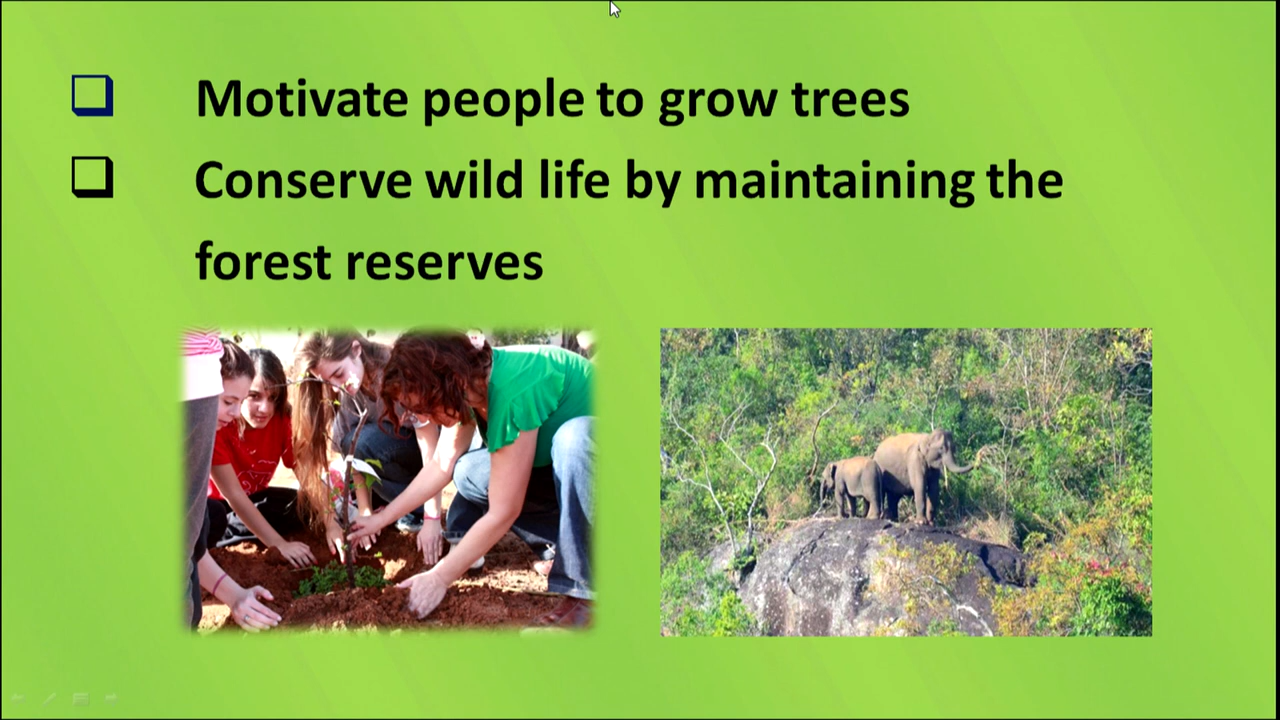 Motivate people to grow trees
Conserve wild life by maintaining the
forest reserves